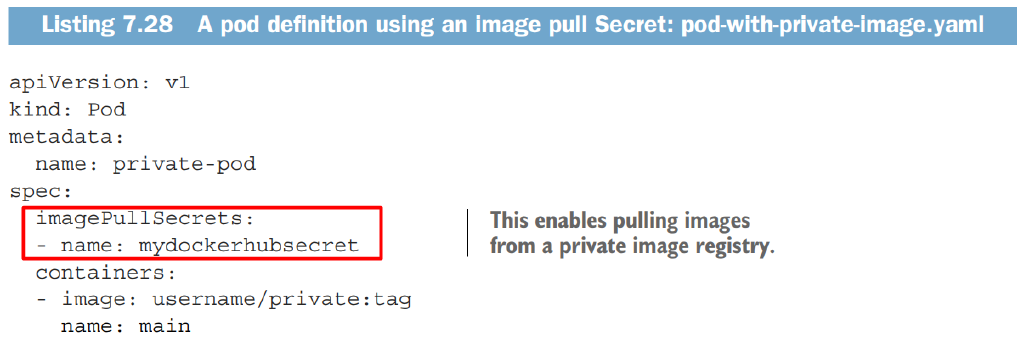 Listing 7.28 A pod definition using an image pull Secret: pod-with-private-image.yaml
apiVersion: v1
kind: Pod
metadata:
  name: private-pod
spec:
  imagePullSecrets:
  - name: mydockerhubsecret
This enables pulling images
from a private image registry.
  containers:
  - image: username/private:tag
    name: main